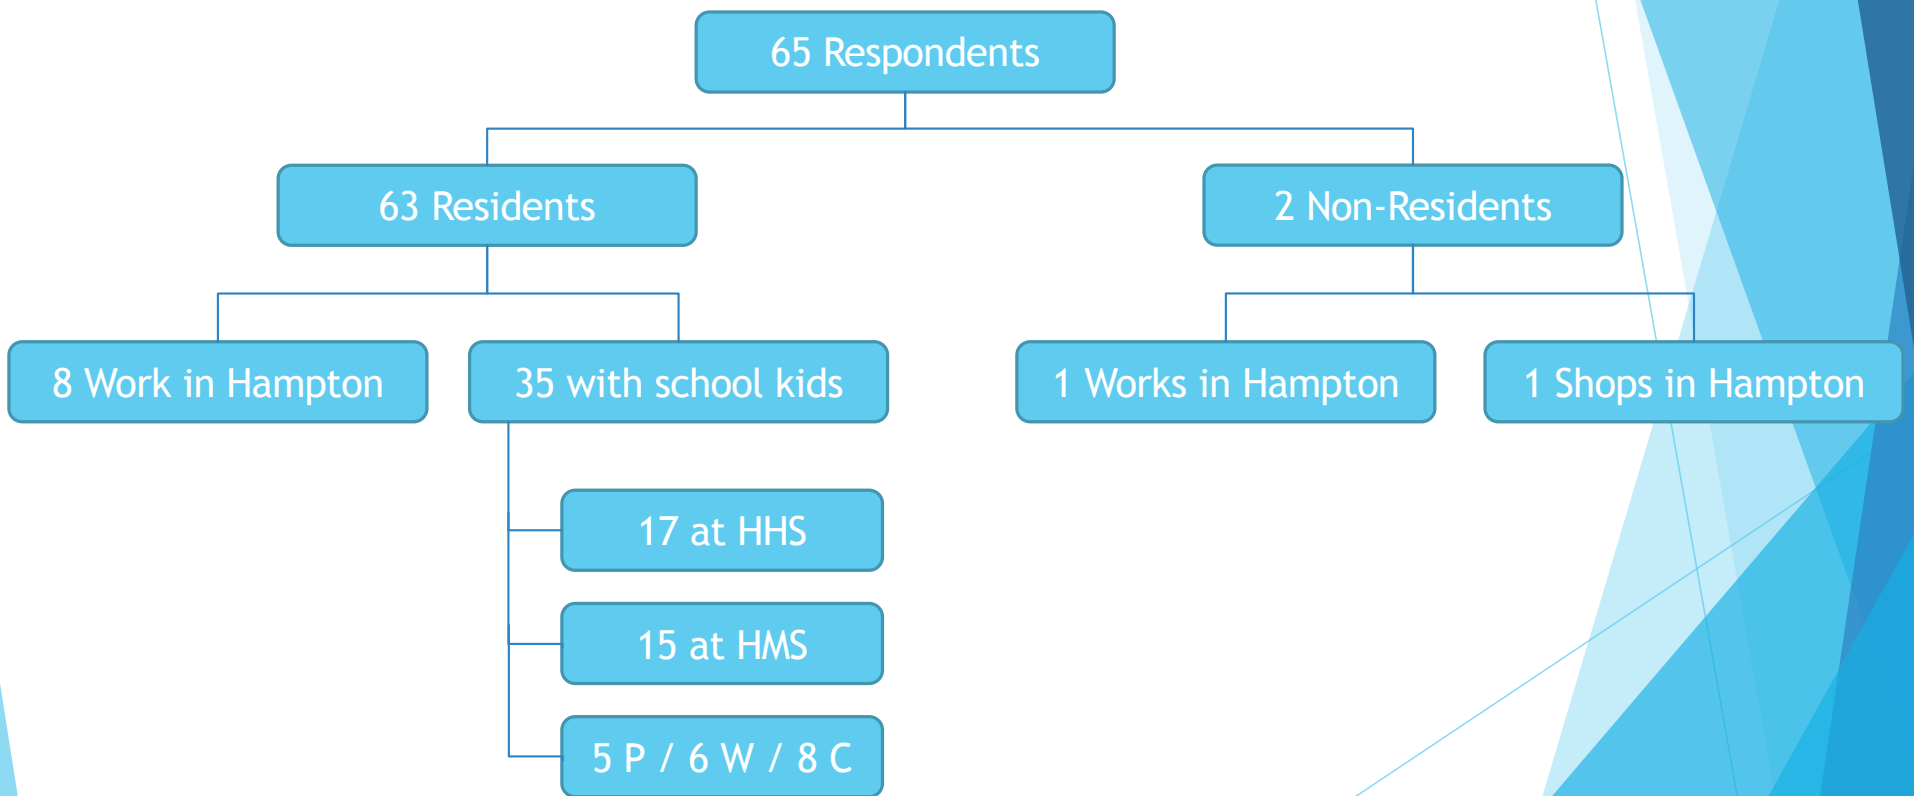 65 Respondents
63 Residents
2 Non-Residents
8 Work in Hampton
35 with school kids
1 Works in Hampton
1 Shops in Hampton
17 at HHS
15 at HMS
5 P / 6 W / 8 C